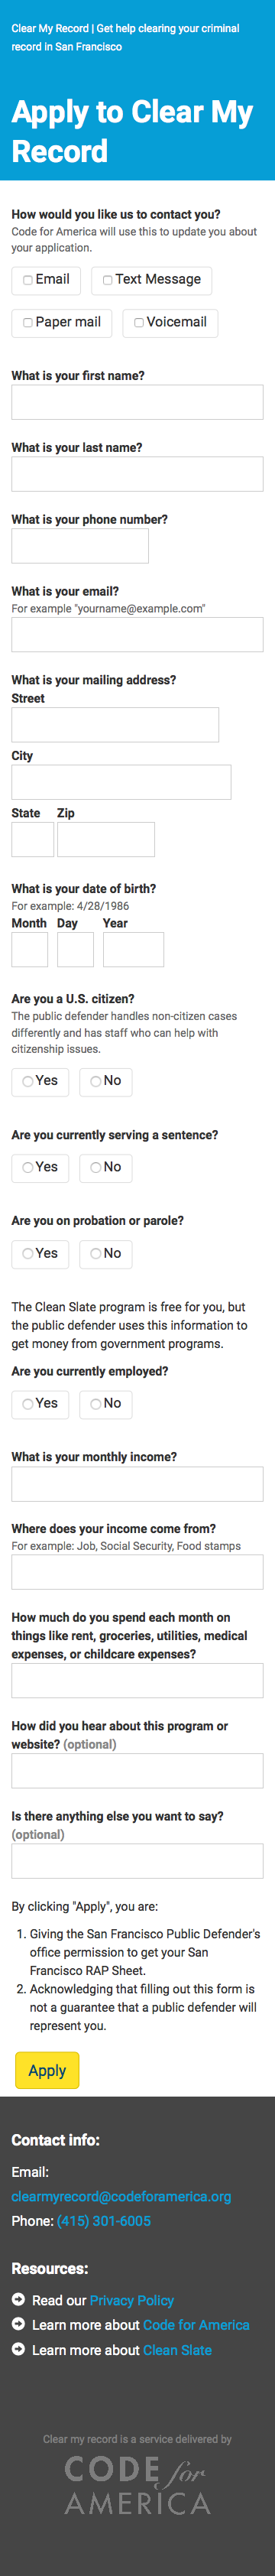 Clear My Record | Get help clearing your criminal
record in San Francisco
Apply to Clear My
Record
How would you like us to contact you?
Code for America will use this to update you about
your application.
Email Text Message
Paper mail Voicemail
What is your first name?
What is your last name?
What is your phone number?
What is your email?
For example "yourname@example.com"
What is your mailing address?
Street
City
State Zip
What is your date of birth?
For example: 4/28/1986
Month Day Year
Are you a U.S. citizen?
The public defender handles non-citizen cases
differently and has staff who can help with
citizenship issues.
Yes No
Are you currently serving a sentence?
Yes No
Are you on probation or parole?
Yes No
The Clean Slate program is free for you, but
the public defender uses this information to
get money from government programs.
Are you currently employed?
Yes No
What is your monthly income?
Where does your income come from?
For example: Job, Social Security, Food stamps
How much do you spend each month on
things like rent, groceries, utilities, medical
expenses, or childcare expenses?
How did you hear about this program or
website? (optional)
Is there anything else you want to say?
(optional)
By clicking "Apply", you are:
1. Giving the San Francisco Public Defender's
office permission to get your San
Francisco RAP Sheet.
2. Acknowledging that filling out this form is
not a guarantee that a public defender will
represent you.
Apply
Contact info:
Email:
clearmyrecord@codeforamerica.org
Phone: (415) 301-6005
Resources:
Read our Privacy Policy
Learn more about Code for America
Learn more about Clean Slate
Clear my record is a service delivered by
CODE for
AMERICA